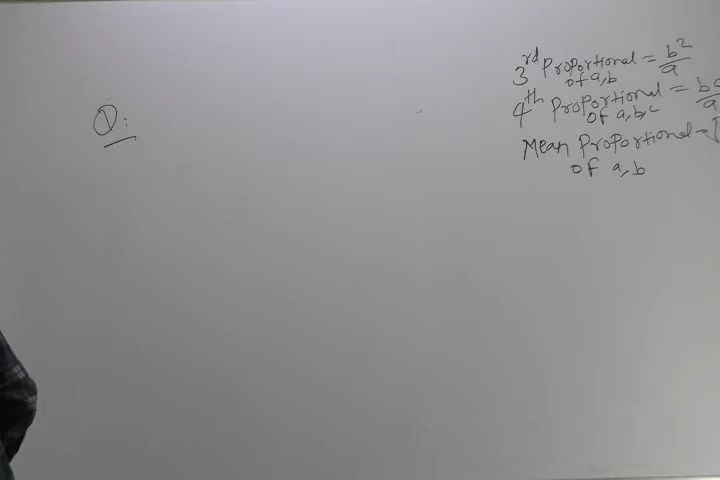 Q:
3rd Proportional = b²/a
of a,b
4th Proportional = bc/a
of a,b,c
Mean Proportional = √
of a,b